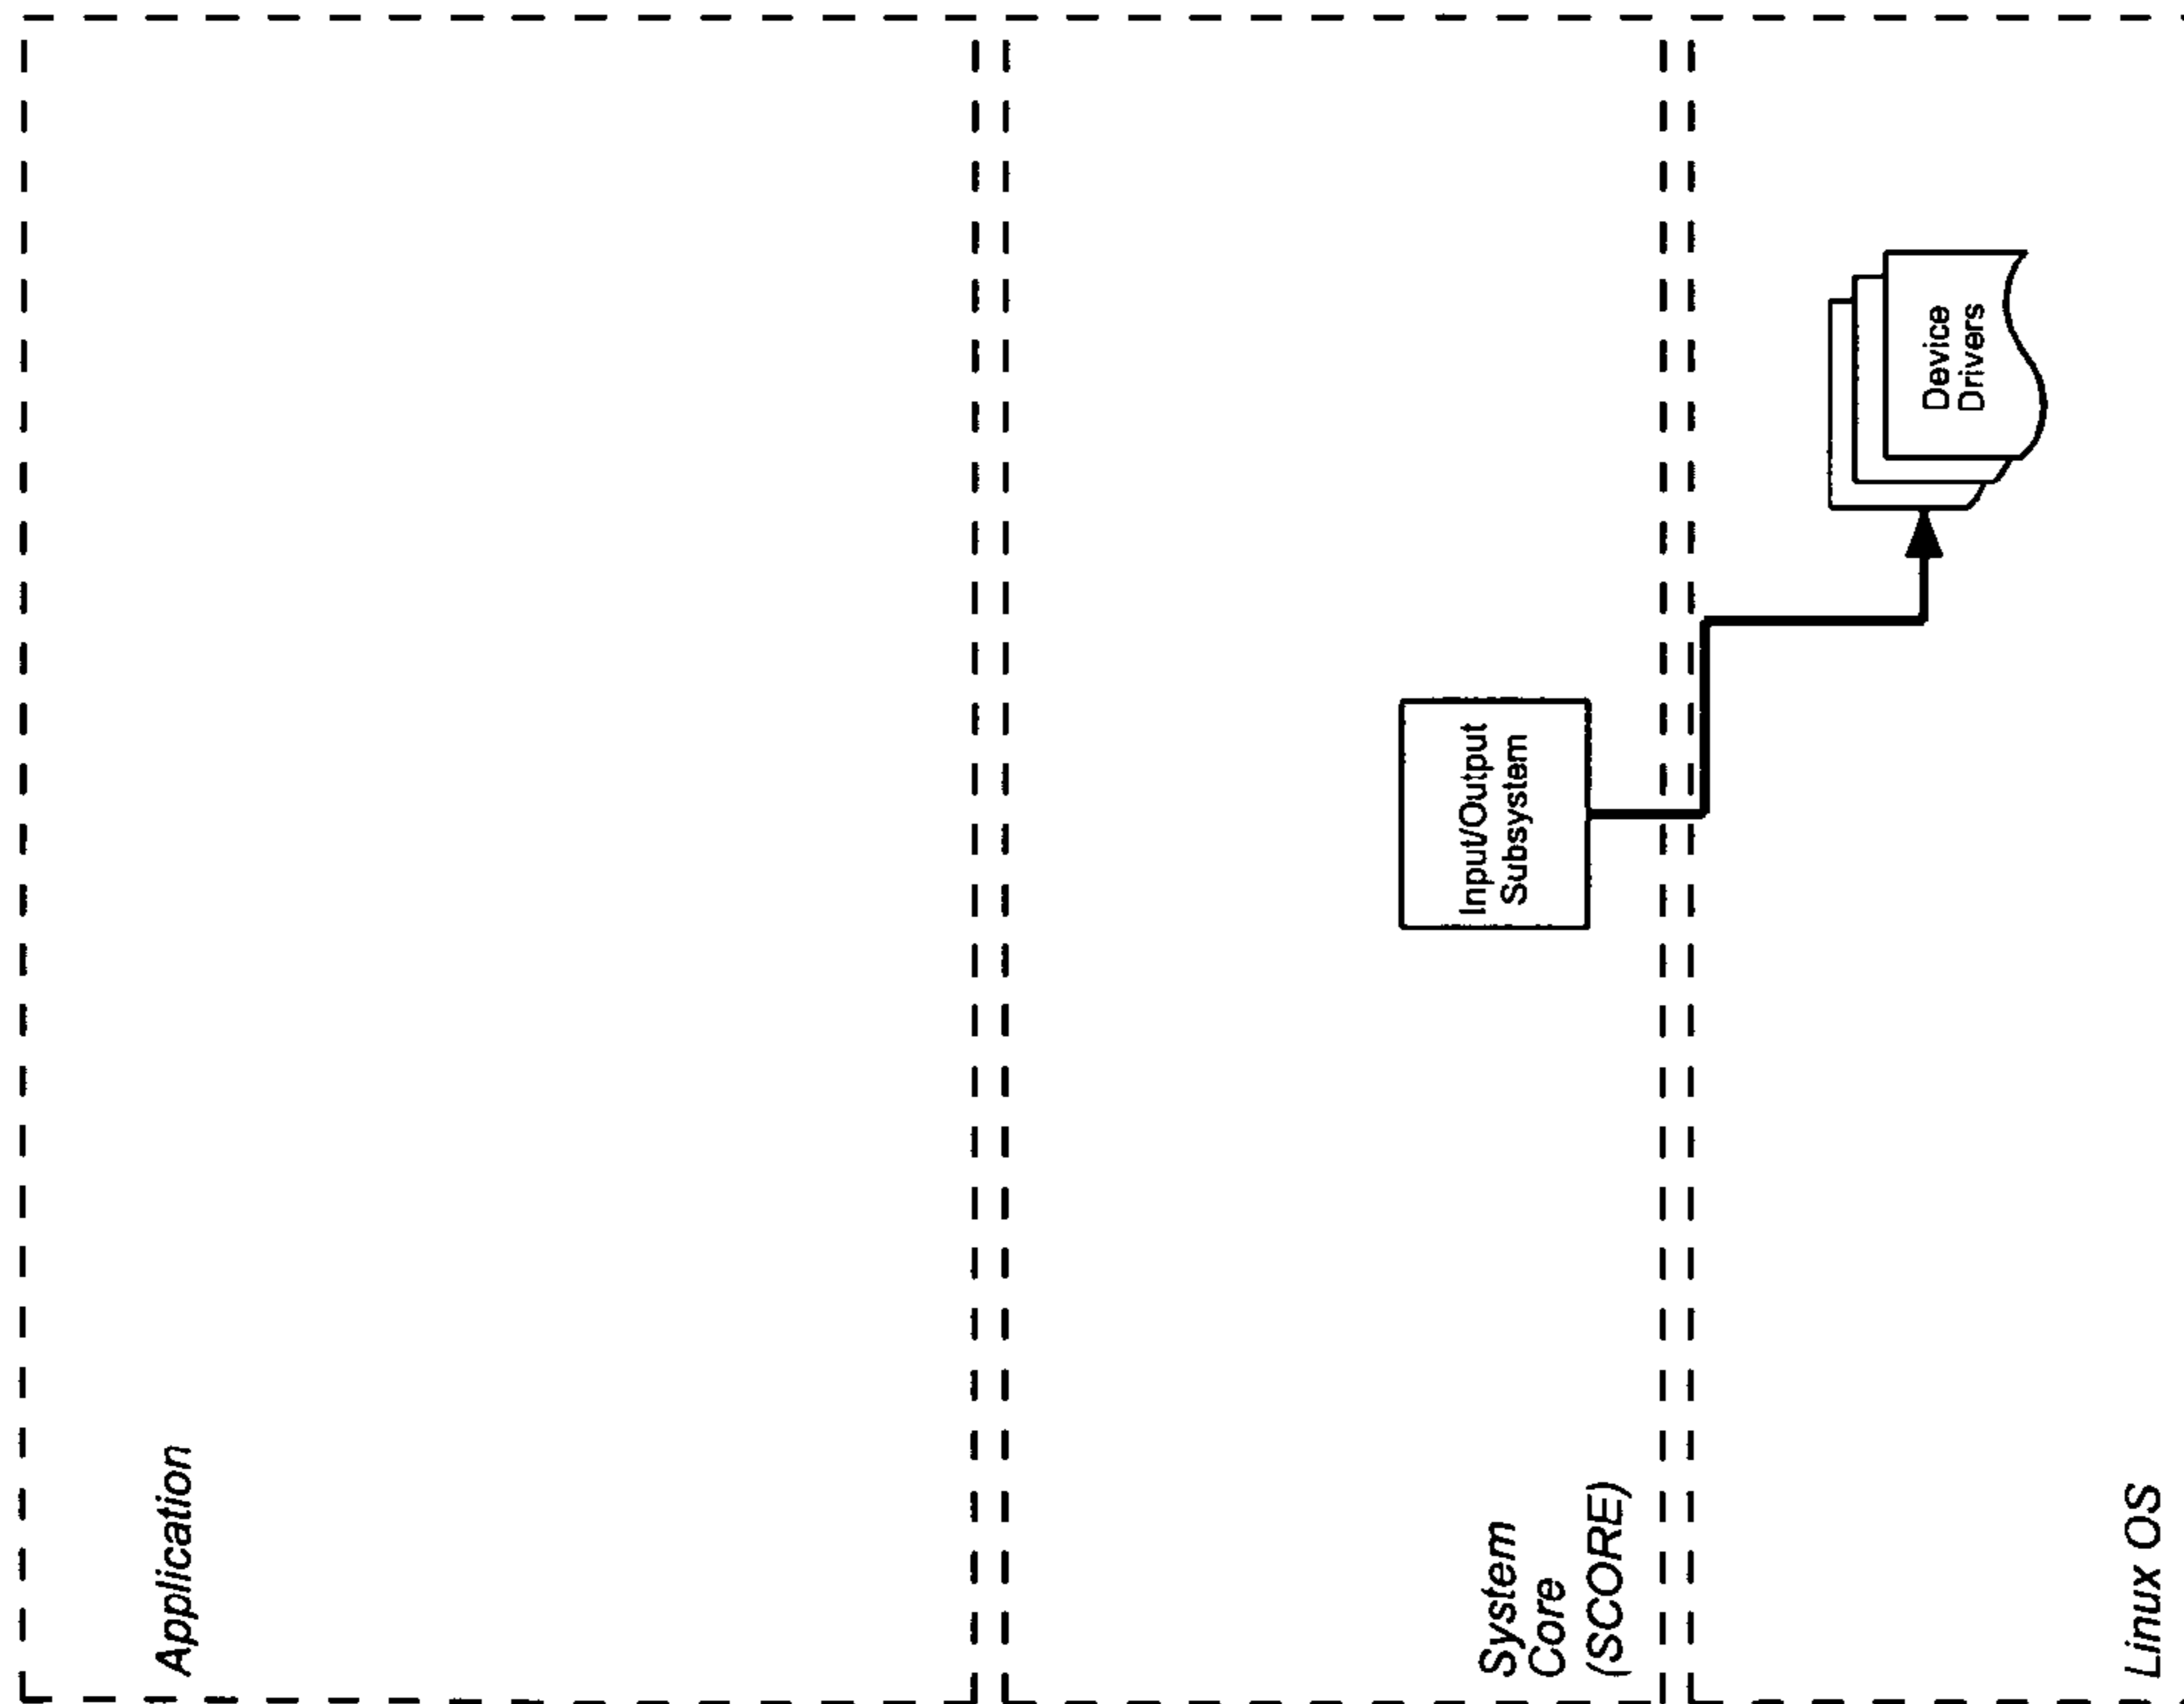 Application
System
Core
(SCORE)
Input/Output
Subsystem
Linux OS
Device
Drivers